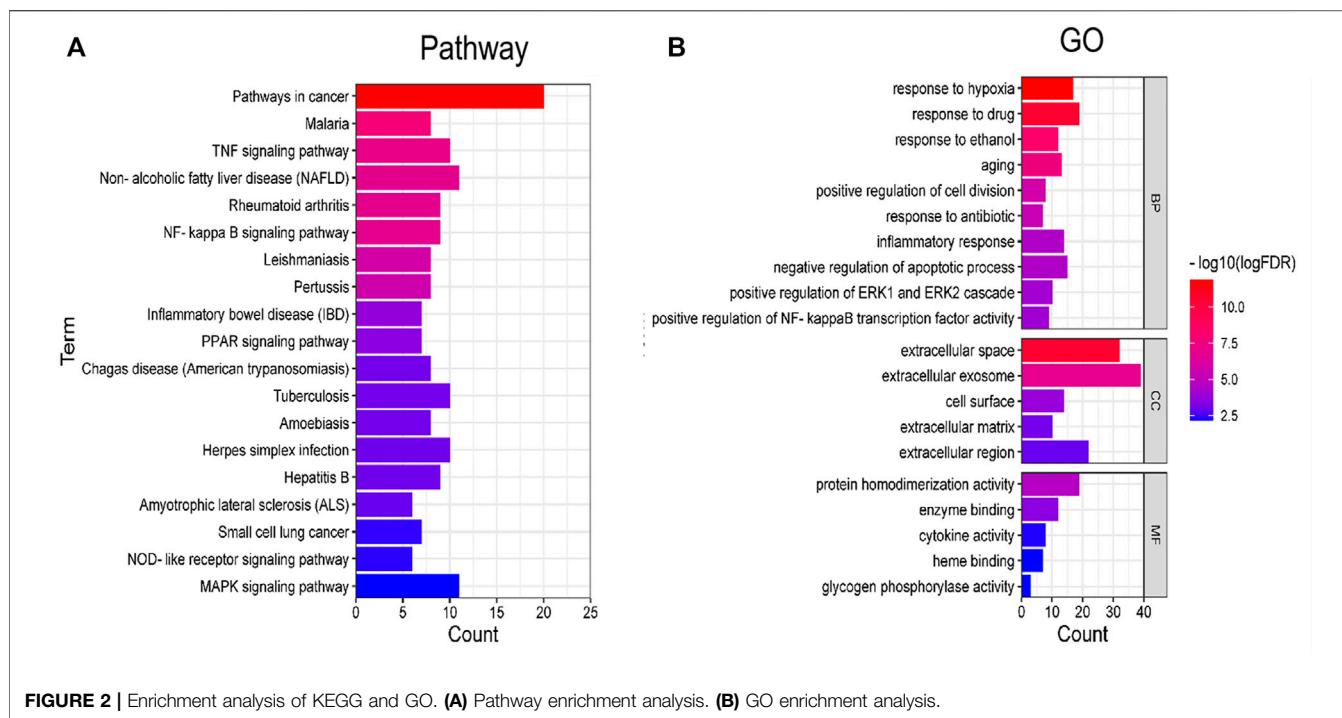 A
Pathway
Term
Pathways in cancer
Malaria
TNF signaling pathway
Non- alcoholic fatty liver disease (NAFLD)
Rheumatoid arthritis
NF- kappa B signaling pathway
Leishmaniasis
Pertussis
Inflammatory bowel disease (IBD)
PPAR signaling pathway
Chagas disease (American trypanosomiasis)
Tuberculosis
Amoebiasis
Herpes simplex infection
Hepatitis B
Amyotrophic lateral sclerosis (ALS)
Small cell lung cancer
NOD- like receptor signaling pathway
MAPK signaling pathway
0 5 10 15 20 25
Count
B
GO
response to hypoxia
response to drug
response to ethanol
aging
positive regulation of cell division
response to antibiotic
inflammatory response
negative regulation of apoptotic process
positive regulation of ERK1 and ERK2 cascade
positive regulation of NF- kappaB transcription factor activity
BP
extracellular space
extracellular exosome
cell surface
extracellular matrix
extracellular region
CC
protein homodimerization activity
enzyme binding
cytokine activity
heme binding
glycogen phosphorylase activity
MF
0 10 20 30 40
Count
- log10(logFDR)
10.0
7.5
5.0
2.5
FIGURE 2 | Enrichment analysis of KEGG and GO. (A) Pathway enrichment analysis. (B) GO enrichment analysis.